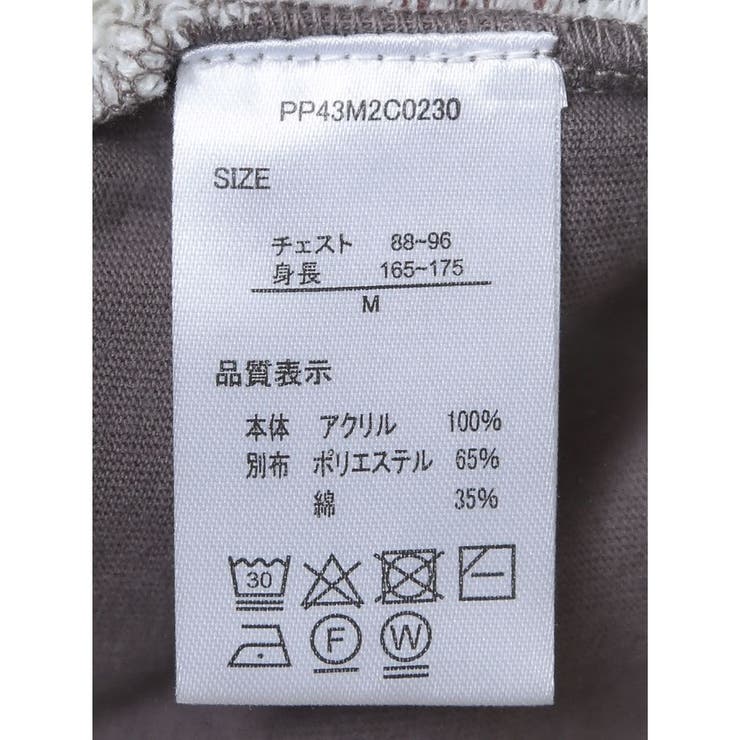 PP43M2C0230
SIZE
チェスト 88~96
身長 165~175
M
品質表示
本体 アクリル 100%
別布 ポリエステル 65%
綿 35%
30
F W